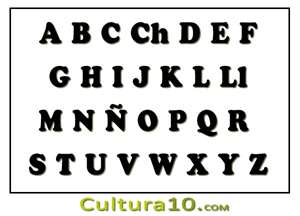 A B C Ch D E F
G H I J K L Ll
M N Ñ O P Q R
S T U V W X Y Z
Cultura10.com